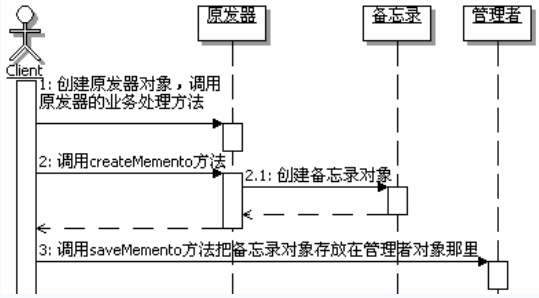 原发器
备忘录
管理者
Client
1: 创建原发器对象，调用
原发器的业务处理方法
2: 调用createMemento方法
2.1: 创建备忘录对象
3: 调用saveMemento方法把备忘录对象存放在管理者对象那里